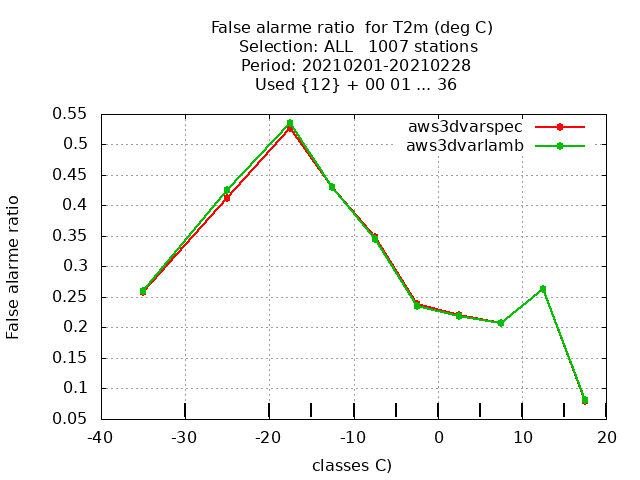 False alarme ratio  for T2m (deg C)
Selection: ALL   1007 stations
Period: 20210201-20210228
Used {12} + 00 01 ... 36
0.55
0.5
0.45
0.4
0.35
0.3
0.25
0.2
0.15
0.1
0.05
False alarme ratio
aws3dvarspec
aws3dvarlamb
-40 -30 -20 -10 0 10 20
classes C)